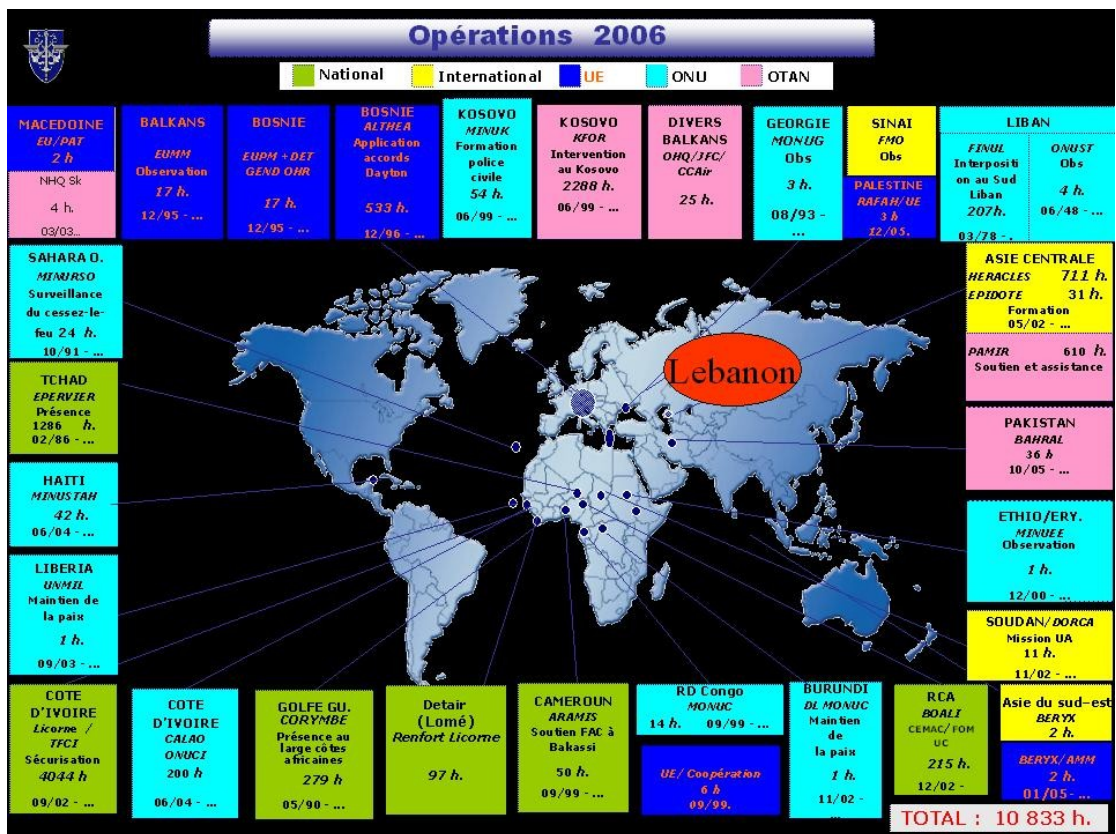 Opérations 2006
National
International
UE
ONU
OTAN
MACEDOINE
EU/PAT
2 h
NHQ Sk
4 h.
03/03...
BALKANS
EUMM
Observation
17 h.
12/95 - ...
BOSNIE
EUPM + DET
GEND OHR
17 h.
12/95 - ...
BOSNIE
ALTHEA
Application
accords
Dayton
533 h.
12/96 - ...
KOSOVO
MINUK
Formation
police
civile
54 h.
06/99 - ...
KOSOVO
KFOR
Intervention
au Kosovo
2288 h.
06/99 - ...
DIVERS
BALKANS
OHQ/JFC/
CCAir
25 h.
GEORGIE
MONUG
Obs
3 h.
08/93 -
...
SINAI
FMO
Obs
PALESTINE
RAFAH/UE
3 h
12/05.
LIBAN
FINUL
Interpositi
on au Sud
Liban
207h.
03/78 - .
ONUST
Obs
4 h.
06/48 - ...
SAHARA O.
MINURSO
Surveillance
du cessez-le-
feu 24 h.
10/91 - ...
TCHAD
EPERVIER
Présence
1286 h.
02/86 - ...
HAITI
MINUSTAH
42 h.
06/04 - ...
LIBERIA
UNMIL
Maintien de
la paix
1 h.
09/03 - ...
Lebanon
ASIE CENTRALE
HERACLES 711 h.
EPIDOTE 31 h.
Formation
05/02 - ...
PAMIR 610 h.
Soutien et assistance
PAKISTAN
BAHRAL
36 h
10/05 - ...
ETHIO/ERY.
MINUEE
Observation
1 h.
12/00 - ...
SOUDAN/DORCA
Mission UA
11 h.
11/02 - ...
COTE
D'IVOIRE
Licorne /
TFCI
Sécurisation
4044 h
09/02 - ...
COTE
D'IVOIRE
CALAO
ONUCI
200 h
06/04 - ...
GOLFE GU.
CORYMBE
Présence au
large côtes
africaines
279 h
05/90 - ...
Detair
(Lomé)
Renfort Licorne
97 h.
CAMEROUN
ARAMIS
Soutien FAC à
Bakassi
50 h.
09/99 - ...
RD Congo
MONUC
14 h. 09/99 - ...
UE/ Coopération
6 h
09/99.
BURUNDI
DL MONUC
Maintien
de
la paix
1 h.
11/02 -
RCA
BOALI
CEMAC/FOM
UC
215 h.
12/02 -
Asie du sud-est
BERYX
2 h.
BERYX/AMM
2 h.
01/05- ...
TOTAL : 10 833 h.